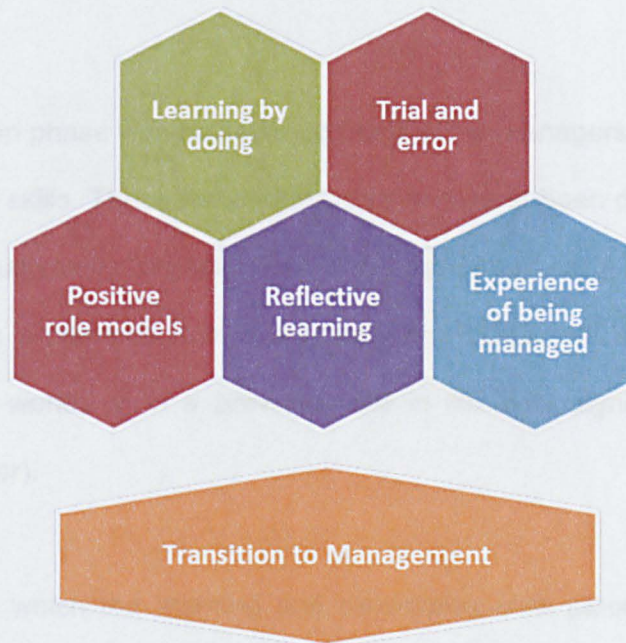 Learning by
doing
Trial and
error
Positive
role models
Reflective
learning
Experience
of being
managed
Transition to Management